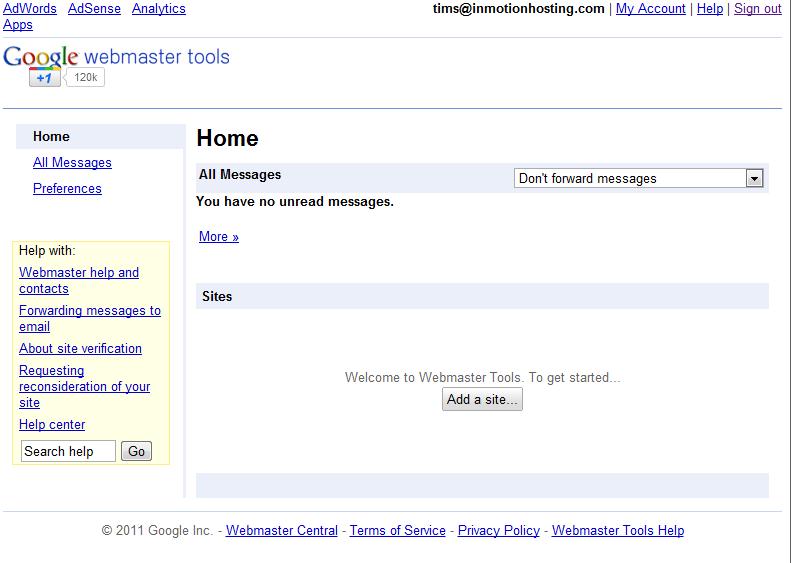 AdWords AdSense Analytics tims@inmotionhosting.com | My Account | Help | Sign out
Apps
Google webmaster tools
+1 120k
Home
All Messages
Preferences
Help with:
Webmaster help and
contacts
Forwarding messages to
email
About site verification
Requesting
reconsideration of your
site
Help center
Search help Go
Home
All Messages Don't forward messages
You have no unread messages.
More »
Sites
Welcome to Webmaster Tools. To get started...
Add a site...
© 2011 Google Inc. - Webmaster Central - Terms of Service - Privacy Policy - Webmaster Tools Help